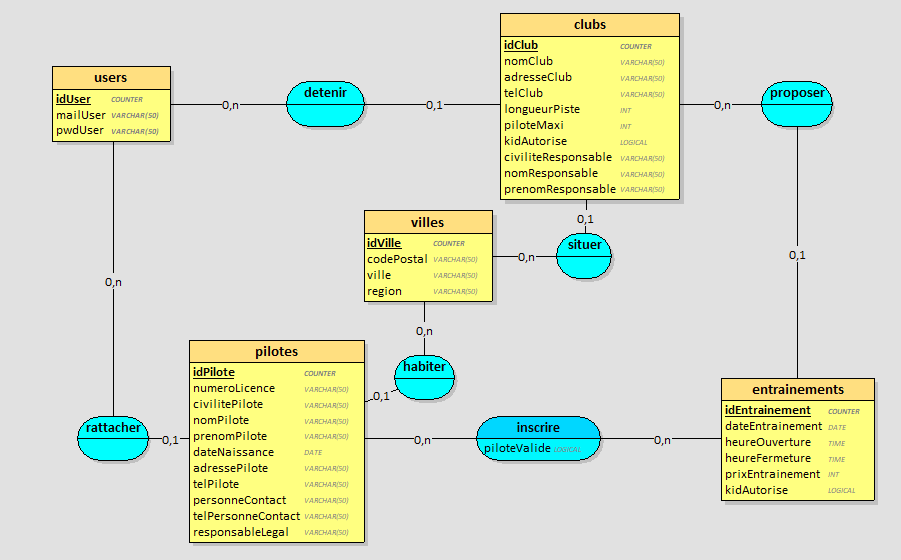 clubs
idClub COUNTER
nomClub VARCHAR(50)
adresseClub VARCHAR(50)
telClub VARCHAR(50)
longueurPiste INT
piloteMaxi INT
kidAutorise LOGICAL
civiliteResponsable VARCHAR(50)
nomResponsable VARCHAR(50)
prenomResponsable VARCHAR(50)
users
idUser COUNTER
mailUser VARCHAR(50)
pwdUser VARCHAR(50)
0,n
detenir
0,1
0,n
proposer
0,1
situer
0,n
villes
idVille COUNTER
codePostal VARCHAR(50)
ville VARCHAR(50)
region VARCHAR(50)
0,1
0,n
0,n
habiter
0,1
pilotes
idPilote COUNTER
numeroLicence VARCHAR(50)
civilitePilote VARCHAR(50)
nomPilote VARCHAR(50)
prenomPilote VARCHAR(50)
dateNaissance DATE
adressePilote VARCHAR(50)
telPilote VARCHAR(50)
personneContact VARCHAR(50)
telPersonneContact VARCHAR(50)
responsableLegal VARCHAR(50)
rattacher
0,1
0,n
inscrire
piloteValide LOGICAL
0,n
entrainements
idEntrainement COUNTER
dateEntrainement DATE
heureOuverture TIME
heureFermeture TIME
prixEntrainement INT
kidAutorise LOGICAL